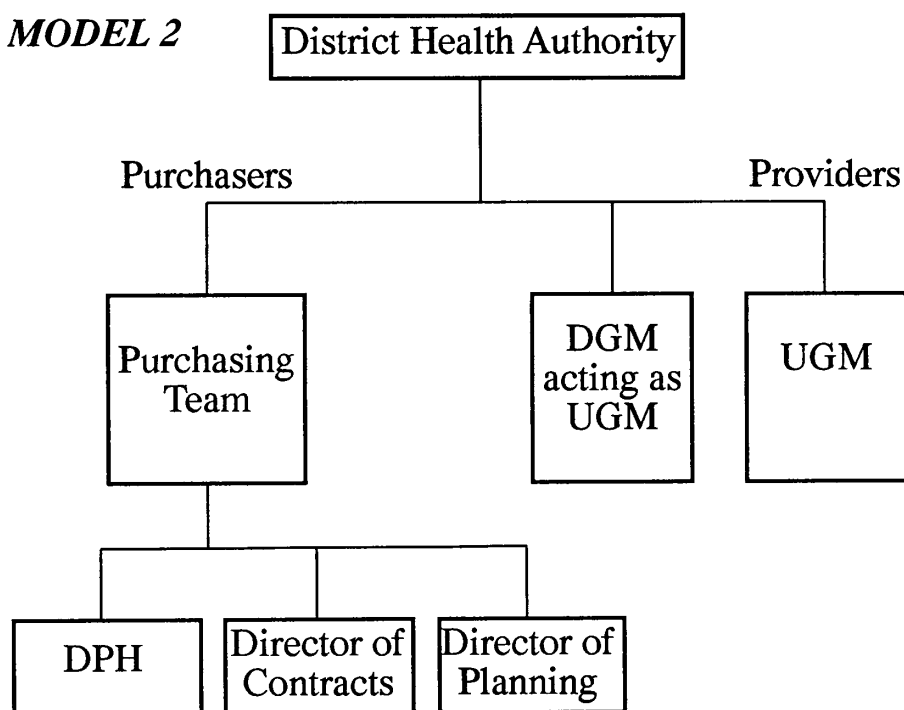 MODEL 2
District Health Authority
Purchasers
Providers
Purchasing
Team
DGM
acting as
UGM
UGM
DPH
Director of
Contracts
Director of
Planning